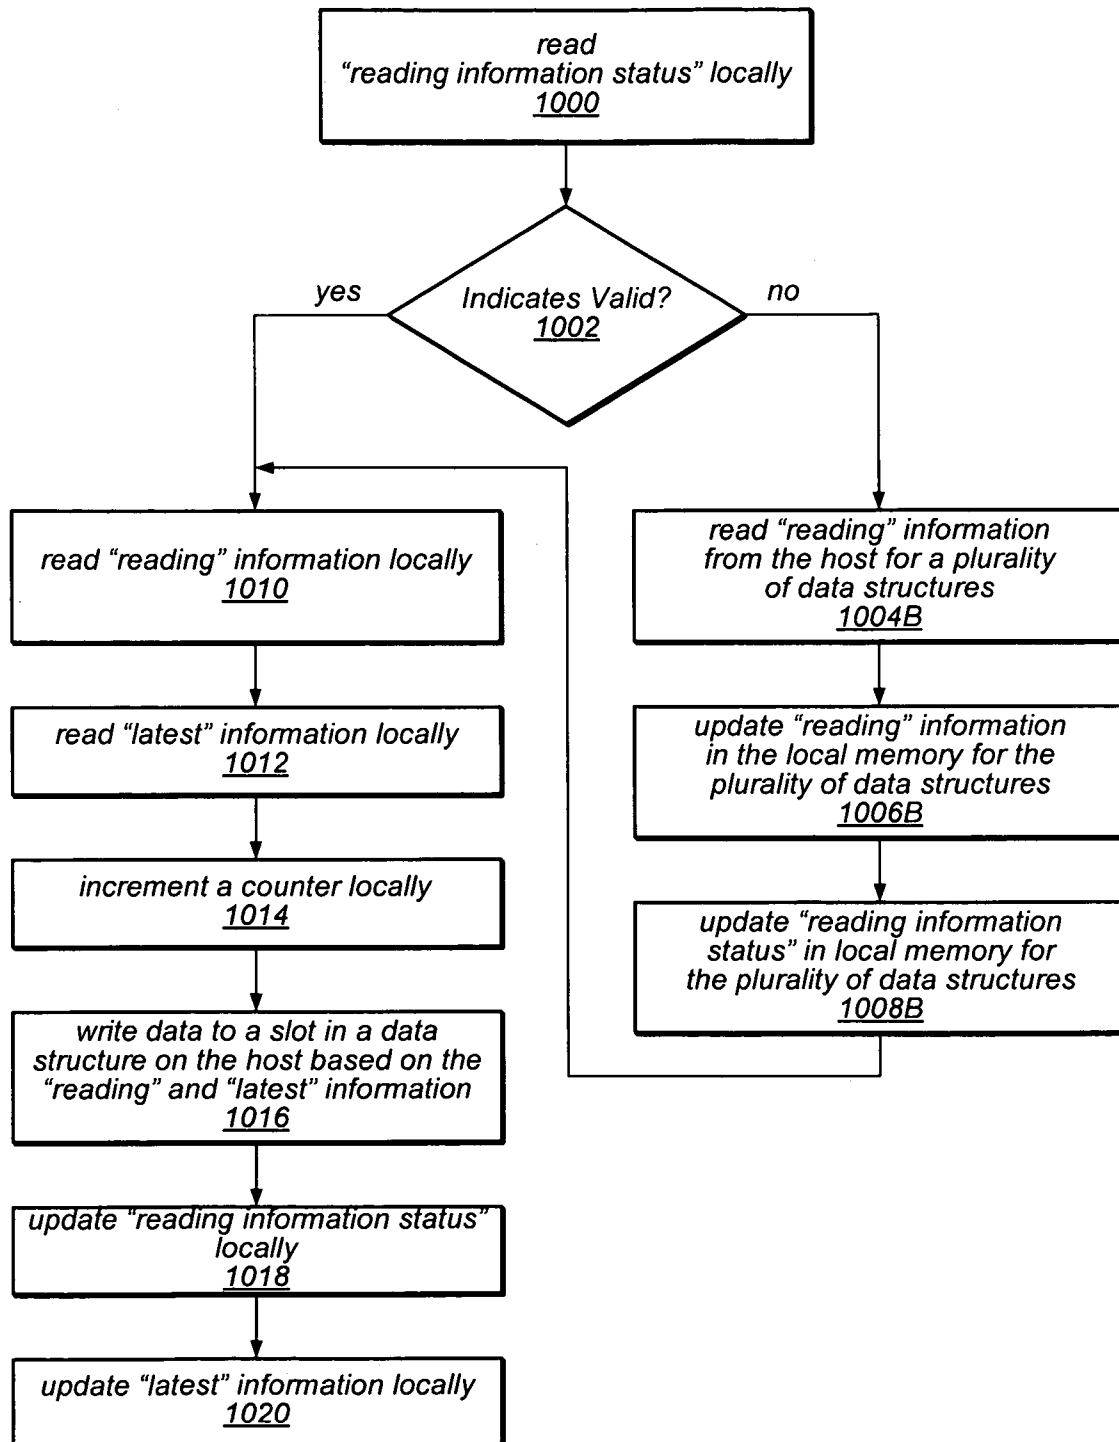 read
“reading information status” locally
1000
Indicates Valid?
1002
yes
no
read “reading” information locally
1010
read “latest” information locally
1012
increment a counter locally
1014
write data to a slot in a data
structure on the host based on the
“reading” and “latest” information
1016
update “reading information status”
locally
1018
update “latest” information locally
1020
read “reading” information
from the host for a plurality
of data structures
1004B
update “reading” information
in the local memory for the
plurality of data structures
1006B
update “reading information
status” in local memory for
the plurality of data structures
1008B